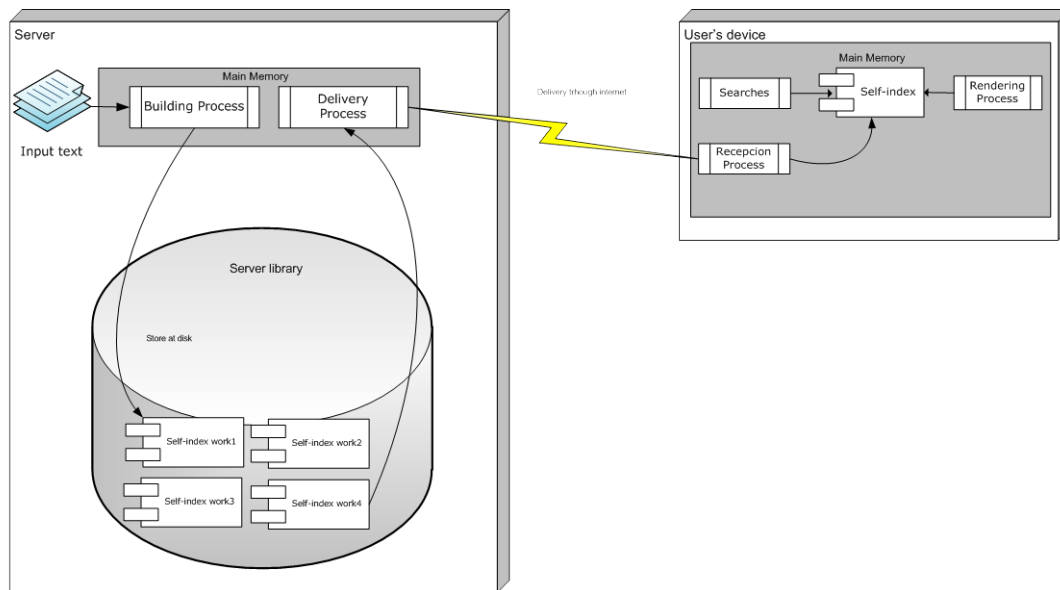 Server
Main Memory
Building Process
Delivery
Process
Input text
Server library
Store at disk
Self-index work1
Self-index work2
Self-index work3
Self-index work4
Delivery trhough internet
User's device
Main Memory
Searches
Self-index
Rendering
Process
Recepcion
Process